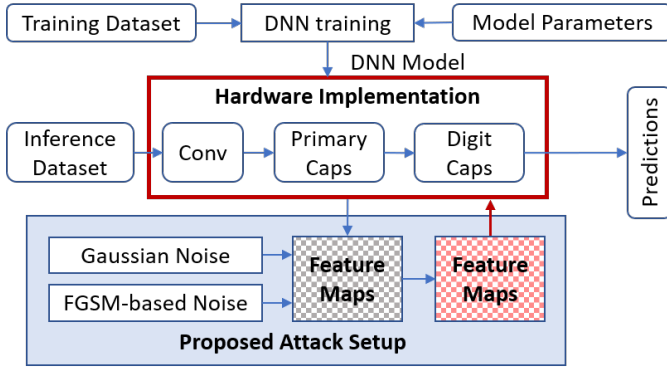 Training Dataset
DNN training
Model Parameters
DNN Model
Hardware Implementation
Inference
Dataset
Conv
Primary
Caps
Digit
Caps
Predictions
Gaussian Noise
FGSM-based Noise
Feature
Maps
Feature
Maps
Proposed Attack Setup